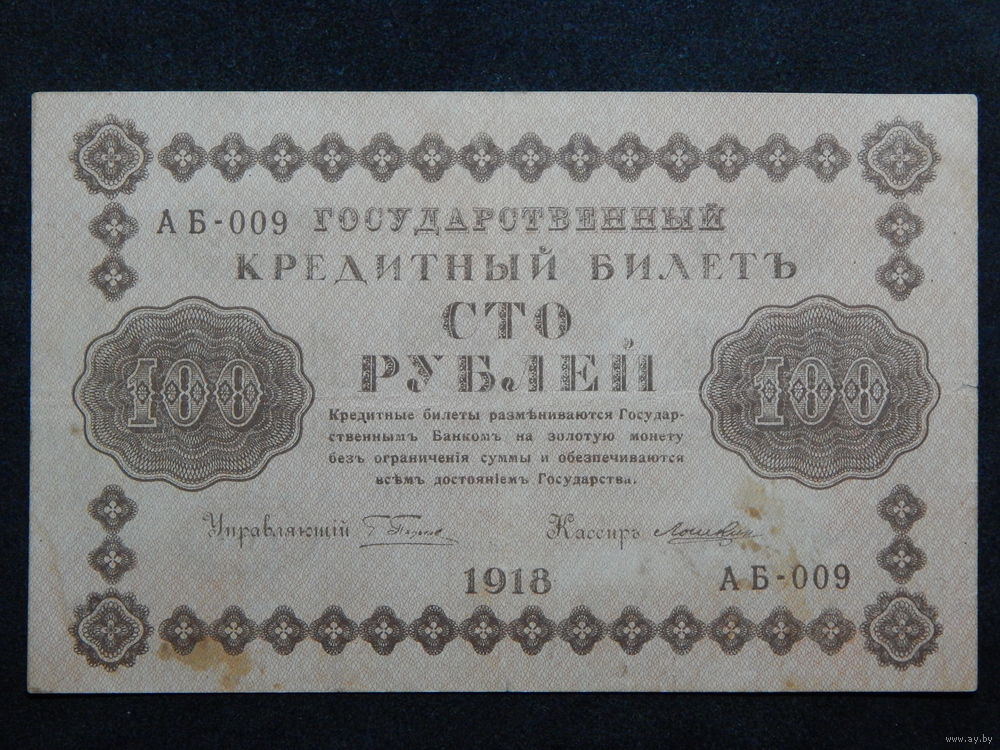 АБ-009 ГОСУДАРСТВЕННЫЙ
КРЕДИТНЫЙ БИЛЕТЪ
СТО
РУБЛЕЙ
100 100
Кредитные билеты размѣниваются Государ-
ственнымъ Банкомъ на золотую монету
безъ ограниченія суммы и обезпечиваются
всѣмъ достояніемъ Государства.
Управляющій Кассиръ
1918 АБ-009
www.ay.by